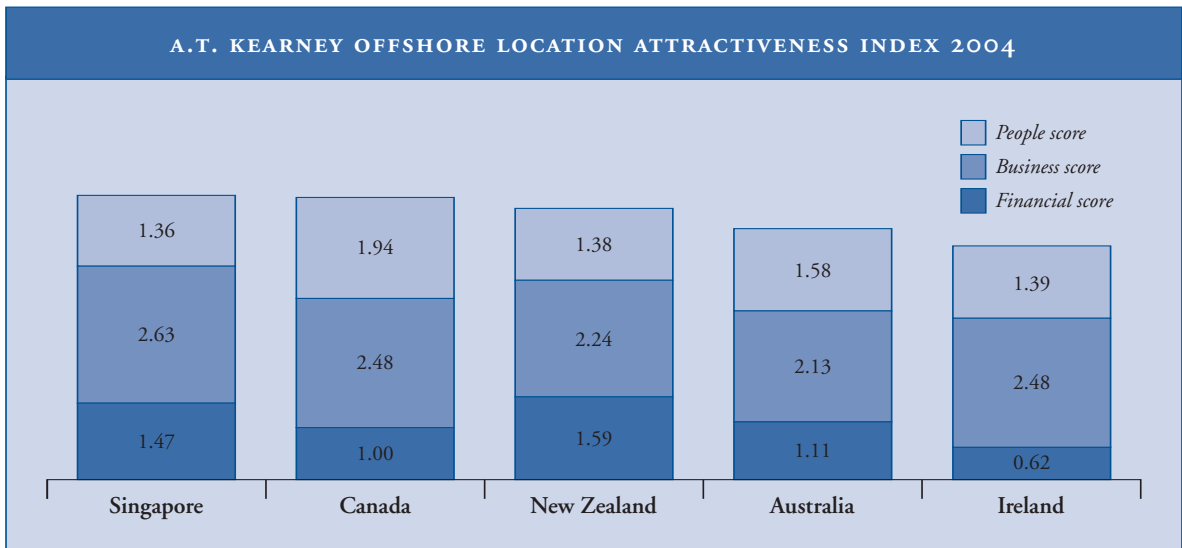 A.T. KEARNEY OFFSHORE LOCATION ATTRACTIVENESS INDEX 2004
People score
Business score
Financial score
1.36 1.94 1.38 1.58 1.39
2.63 2.48 2.24 2.13 2.48
1.47 1.00 1.59 1.11 0.62
Singapore Canada New Zealand Australia Ireland